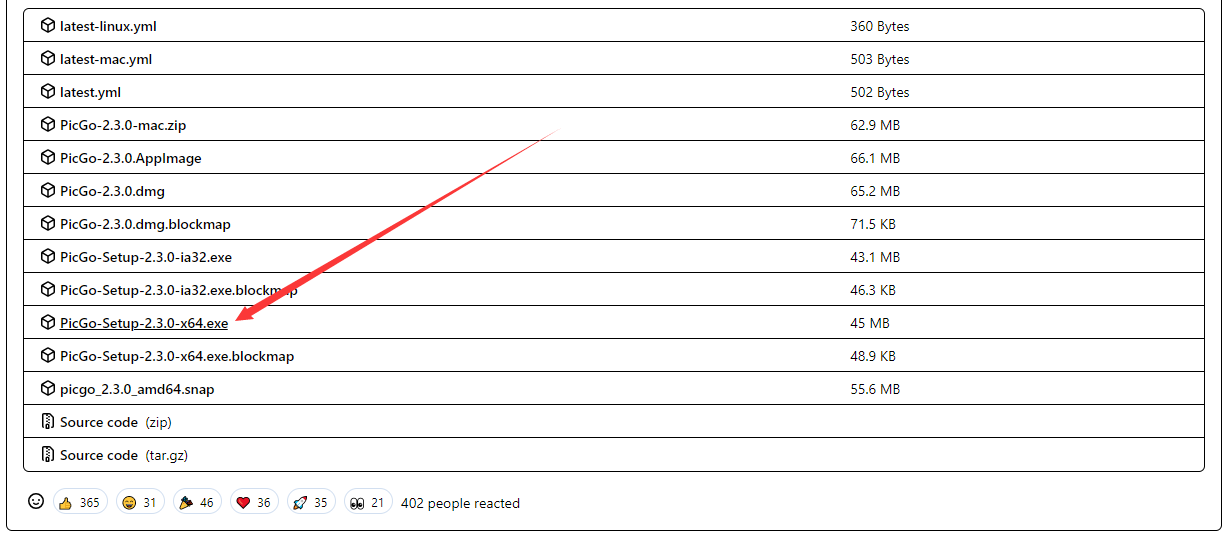 latest-linux.yml 360 Bytes
latest-mac.yml 503 Bytes
latest.yml 502 Bytes
PicGo-2.3.0-mac.zip 62.9 MB
PicGo-2.3.0.AppImage 66.1 MB
PicGo-2.3.0.dmg 65.2 MB
PicGo-2.3.0.dmg.blockmap 71.5 KB
PicGo-Setup-2.3.0-ia32.exe 43.1 MB
PicGo-Setup-2.3.0-ia32.exe.blockmap 46.3 KB
PicGo-Setup-2.3.0-x64.exe 45 MB
PicGo-Setup-2.3.0-x64.exe.blockmap 48.9 KB
picgo_2.3.0_amd64.snap 55.6 MB
Source code (zip)
Source code (tar.gz)
365 31 46 36 35 21 402 people reacted